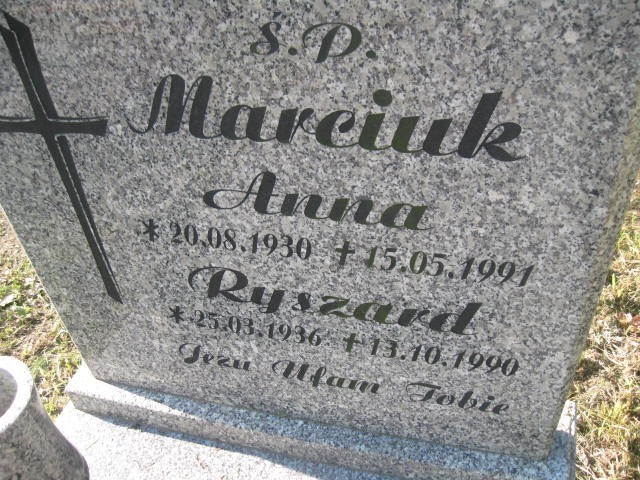 Ś.P.
Marciuk
Anna
* 20.08.1930 † 15.05.1991
Ryszard
* 25.03.1936 † 13.10.1990
Jezu Ufam Tobie